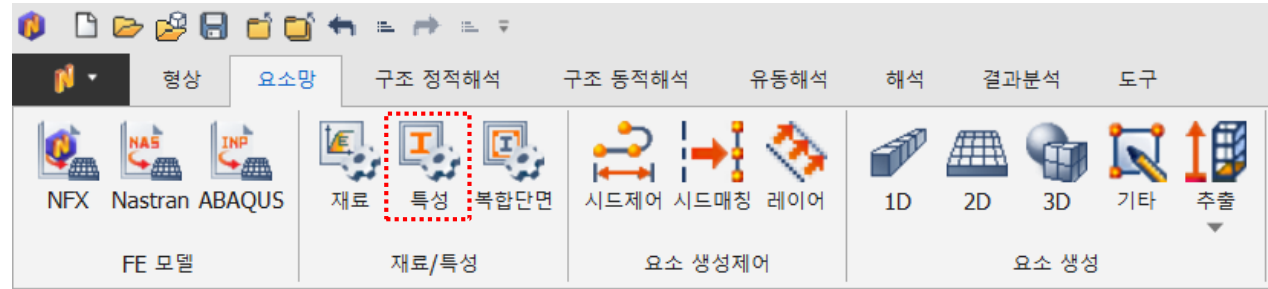 형상 요소망 구조 정적해석 구조 동적해석 유동해석 해석 결과분석 도구
NAS INP
NFX Nastran ABAQUS 재료 특성 복합단면 시드제어 시드매칭 레이어 1D 2D 3D 기타 추출
FE 모델 재료/특성 요소 생성제어 요소 생성